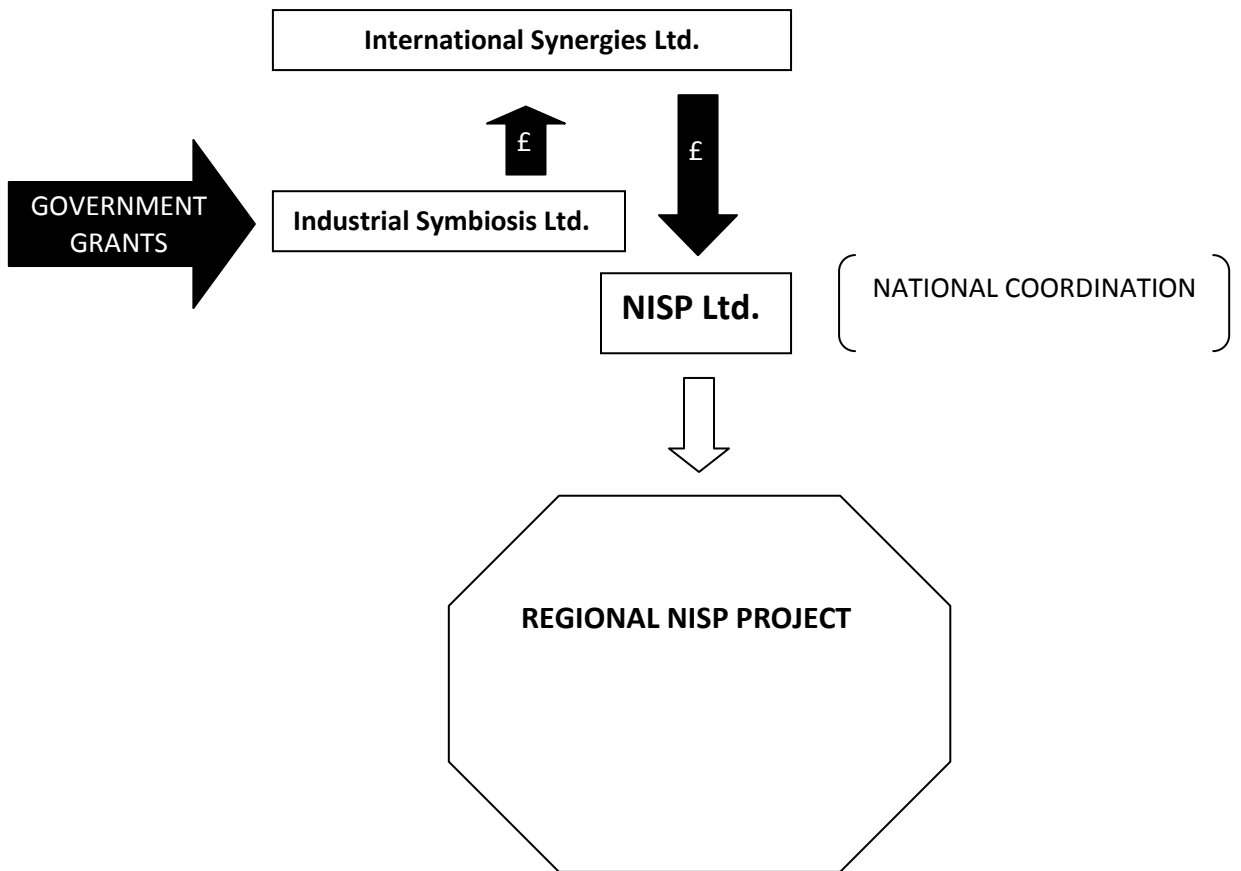 International Synergies Ltd.
£
£
GOVERNMENT
GRANTS
Industrial Symbiosis Ltd.
NISP Ltd.
NATIONAL COORDINATION
REGIONAL NISP PROJECT